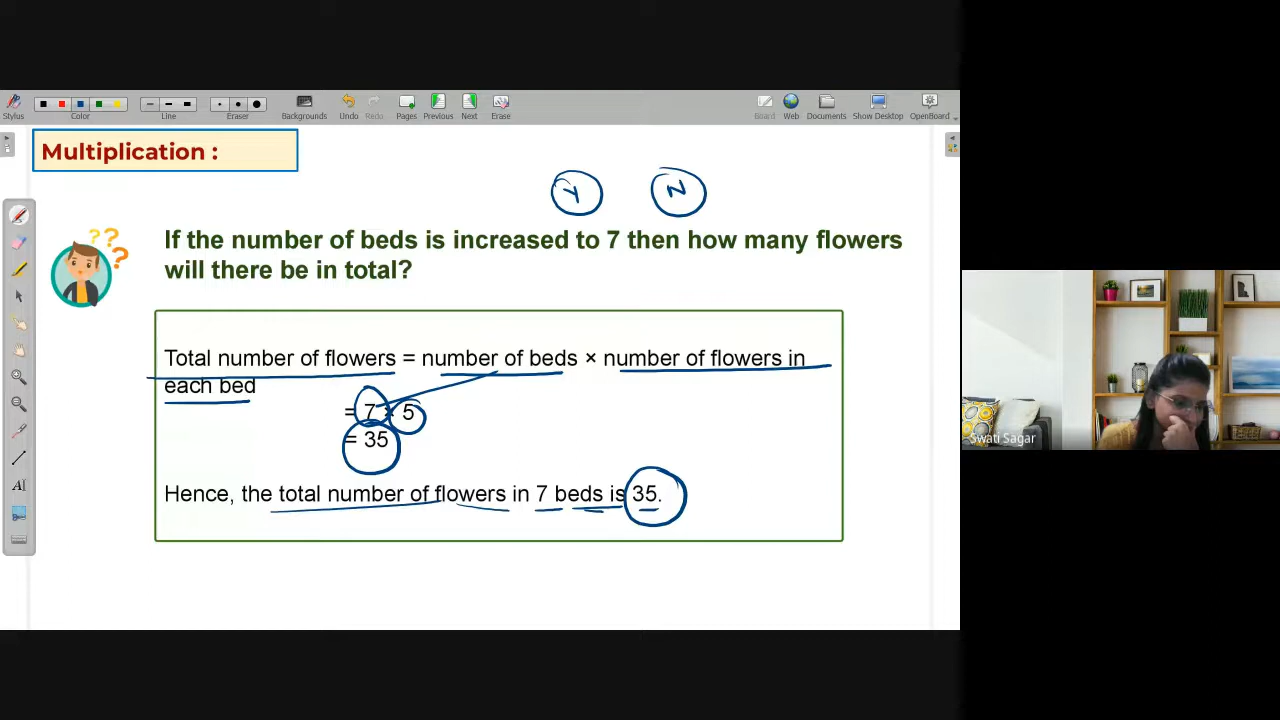 Stylus
Color
Line
Eraser
Backgrounds
Undo
Redo
Pages
Previous
Next
Erase
Board
Web
Documents
Show Desktop
OpenBoard
Multiplication :
Y N
If the number of beds is increased to 7 then how many flowers
will there be in total?
Total number of flowers = number of beds × number of flowers in
each bed
= 7 × 5
= 35
Hence, the total number of flowers in 7 beds is 35.
Swati Sagar